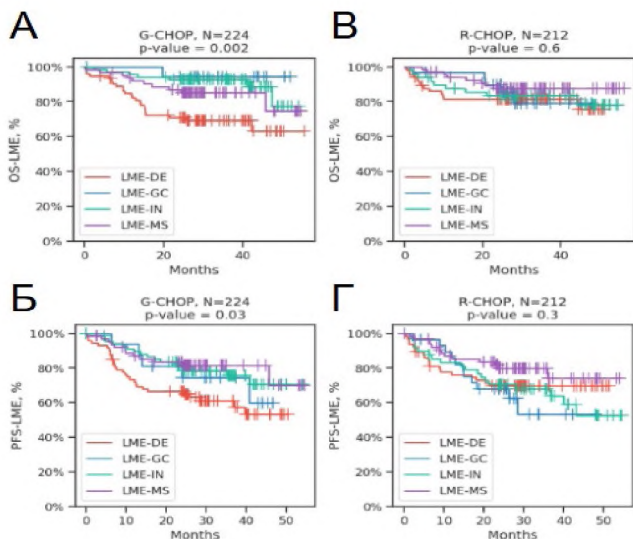 А
G-CHOP, N=224
p-value = 0.002
100%
80%
60%
40%
20%
0%
OS-LME, %
LME-DE
LME-GC
LME-IN
LME-MS
0
20
40
Months
В
R-CHOP, N=212
p-value = 0.6
100%
80%
60%
40%
20%
0%
OS-LME, %
LME-DE
LME-GC
LME-IN
LME-MS
0
20
40
Months
Б
G-CHOP, N=224
p-value = 0.03
100%
80%
60%
40%
20%
0%
PFS-LME, %
LME-DE
LME-GC
LME-IN
LME-MS
0 10 20 30 40 50
Months
Г
R-CHOP, N=212
p-value = 0.3
100%
80%
60%
40%
20%
0%
PFS-LME, %
LME-DE
LME-GC
LME-IN
LME-MS
0 10 20 30 40 50
Months